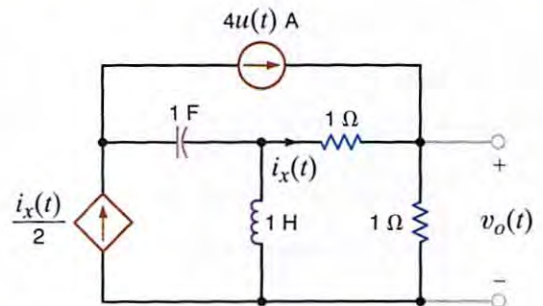 4u(t) A
1 F
1 Ω
i_x(t)
i_x(t)/2
1 H
1 Ω
+
v_o(t)
−